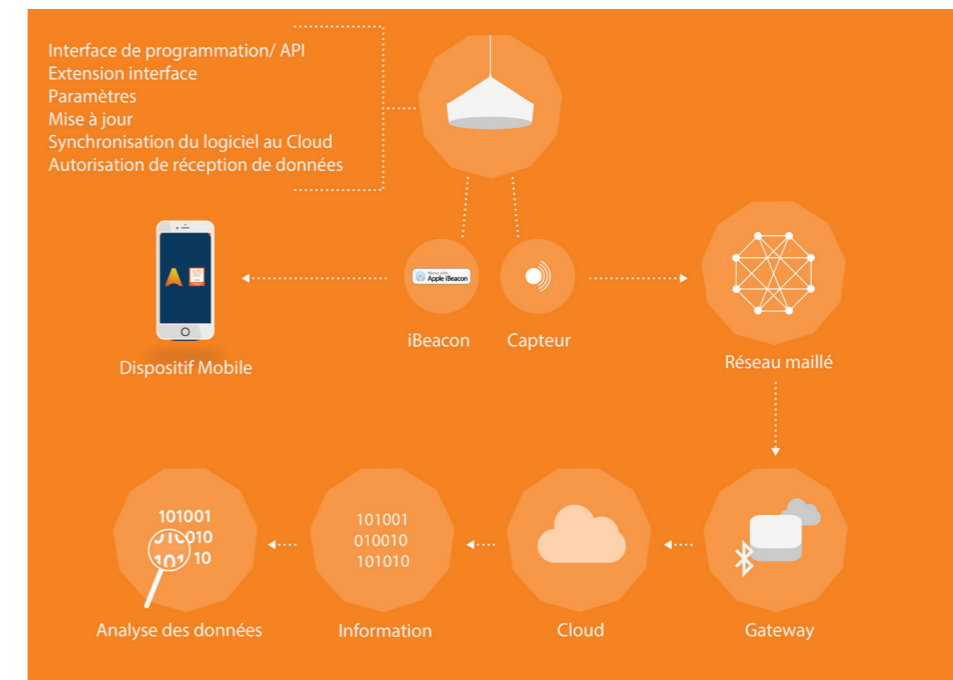 Interface de programmation/ API
Extension interface
Paramètres
Mise à jour
Synchronisation du logiciel au Cloud
Autorisation de réception de données
Apple iBeacon
iBeacon
Capteur
Dispositif Mobile
Réseau maillé
101001
010010
101 10
101001
010010
101010
Analyse des données
Information
Cloud
Gateway